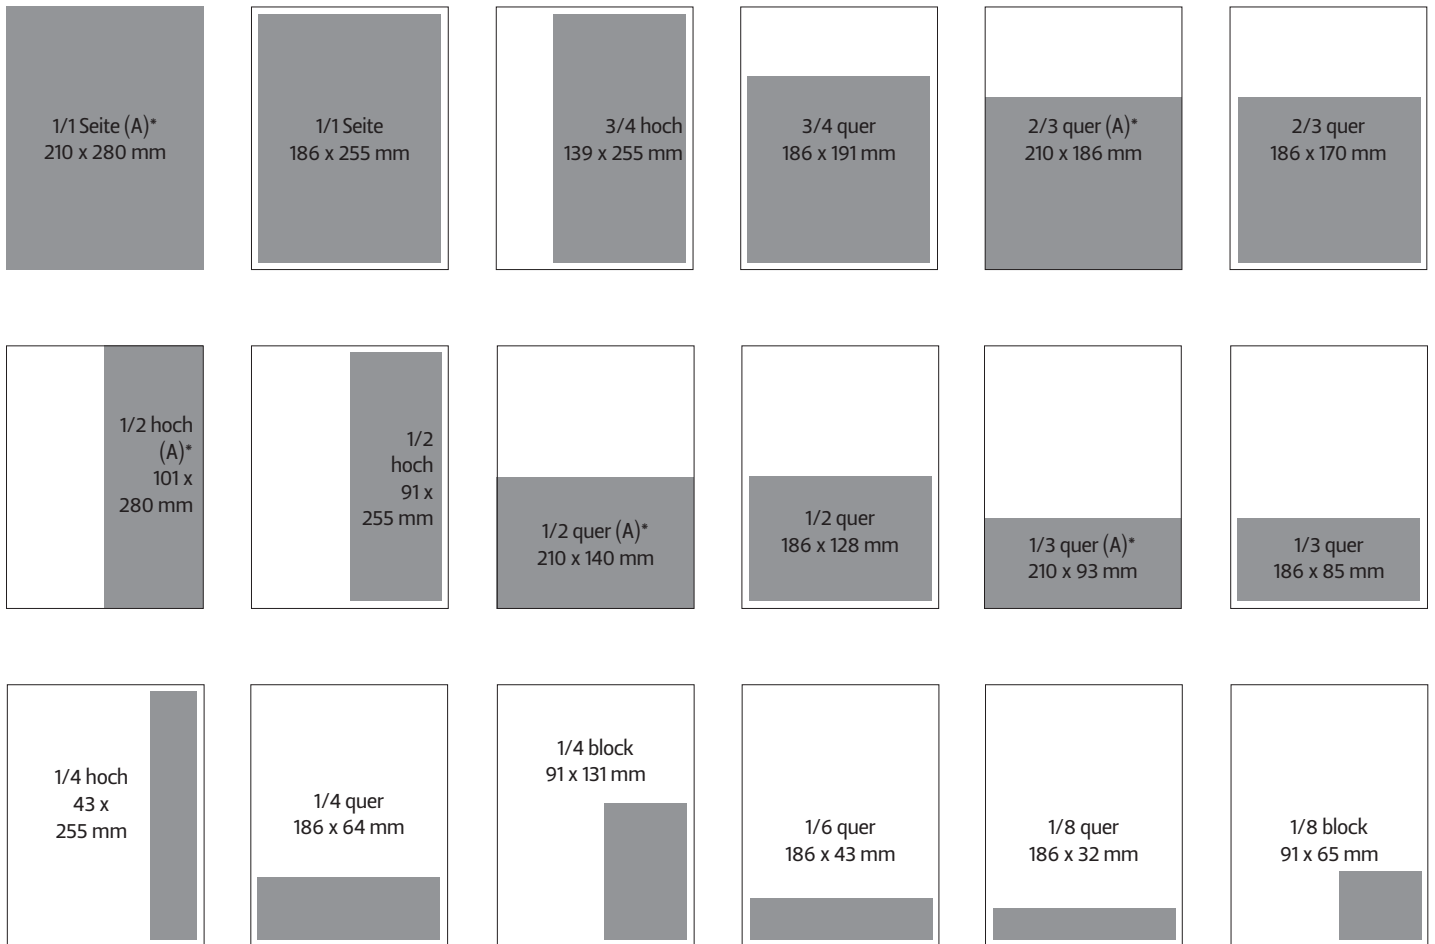 1/1 Seite (A)*
210 x 280 mm
1/1 Seite
186 x 255 mm
3/4 hoch
139 x 255 mm
3/4 quer
186 x 191 mm
2/3 quer (A)*
210 x 186 mm
2/3 quer
186 x 170 mm
1/2 hoch
(A)*
101 x
280 mm
1/2
hoch
91 x
255 mm
1/2 quer (A)*
210 x 140 mm
1/2 quer
186 x 128 mm
1/3 quer (A)*
210 x 93 mm
1/3 quer
186 x 85 mm
1/4 hoch
43 x
255 mm
1/4 quer
186 x 64 mm
1/4 block
91 x 131 mm
1/6 quer
186 x 43 mm
1/8 quer
186 x 32 mm
1/8 block
91 x 65 mm